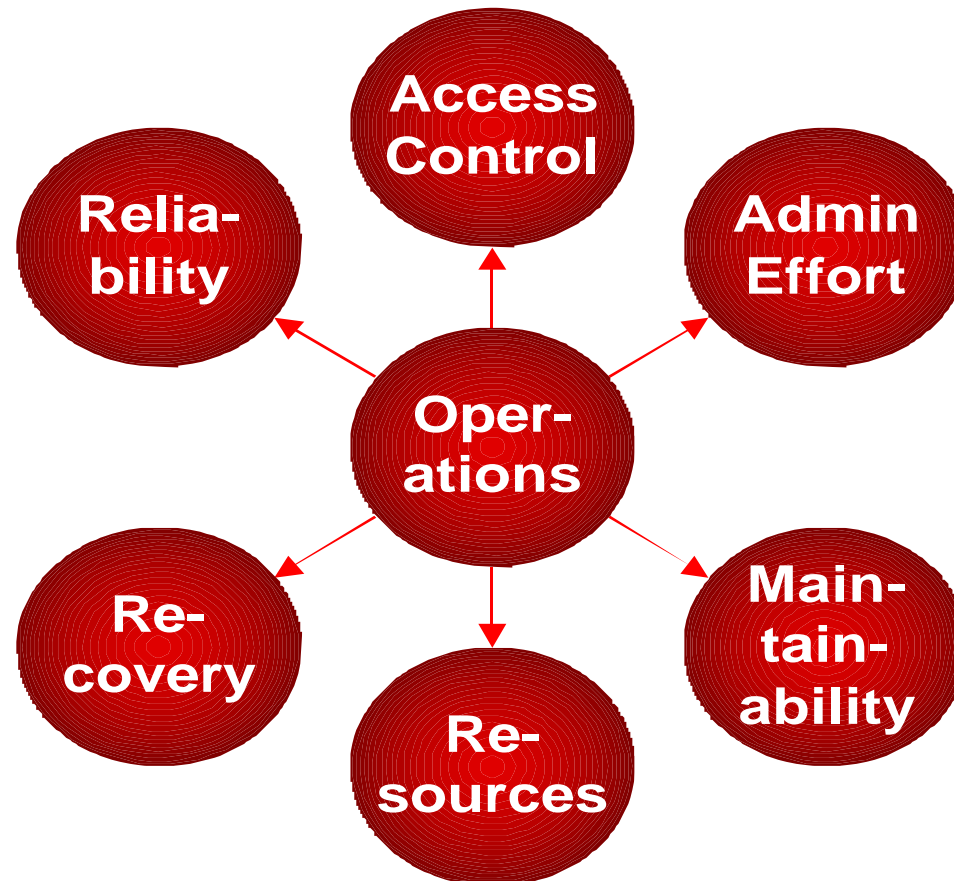 Access
Control
Relia-
bility
Admin
Effort
Oper-
ations
Re-
covery
Main-
tain-
ability
Re-
sources